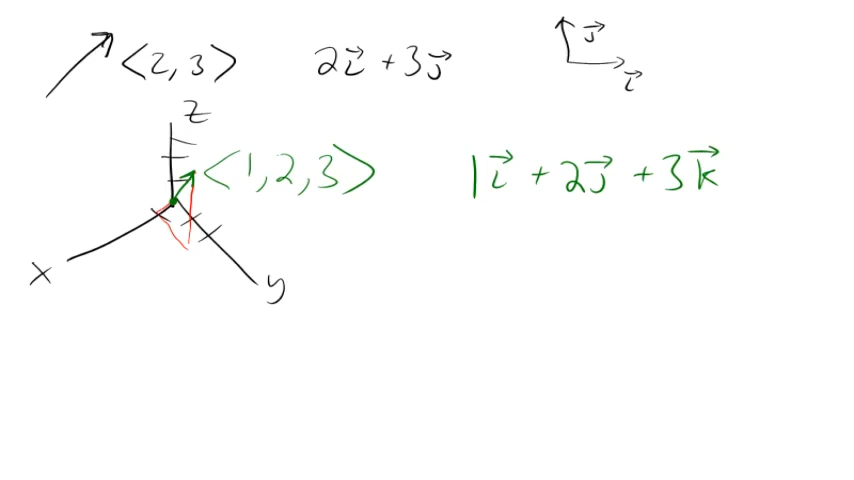 <2,3> 2i⃗ + 3j⃗ j⃗
i⃗
z
<1,2,3> 1i⃗ + 2j⃗ + 3k⃗
x
y